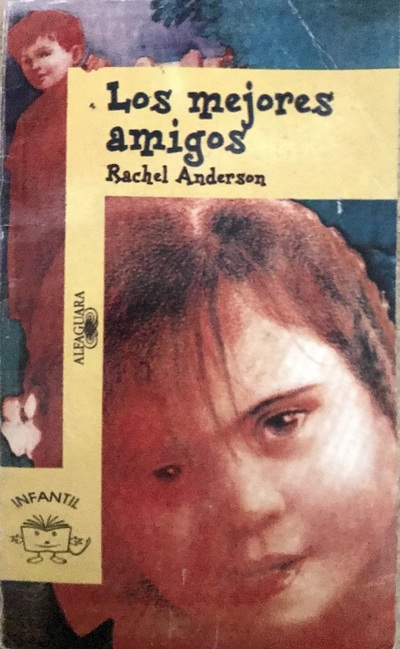 Los mejores
amigos
Rachel Anderson
ALFAGUARA
INFANTIL